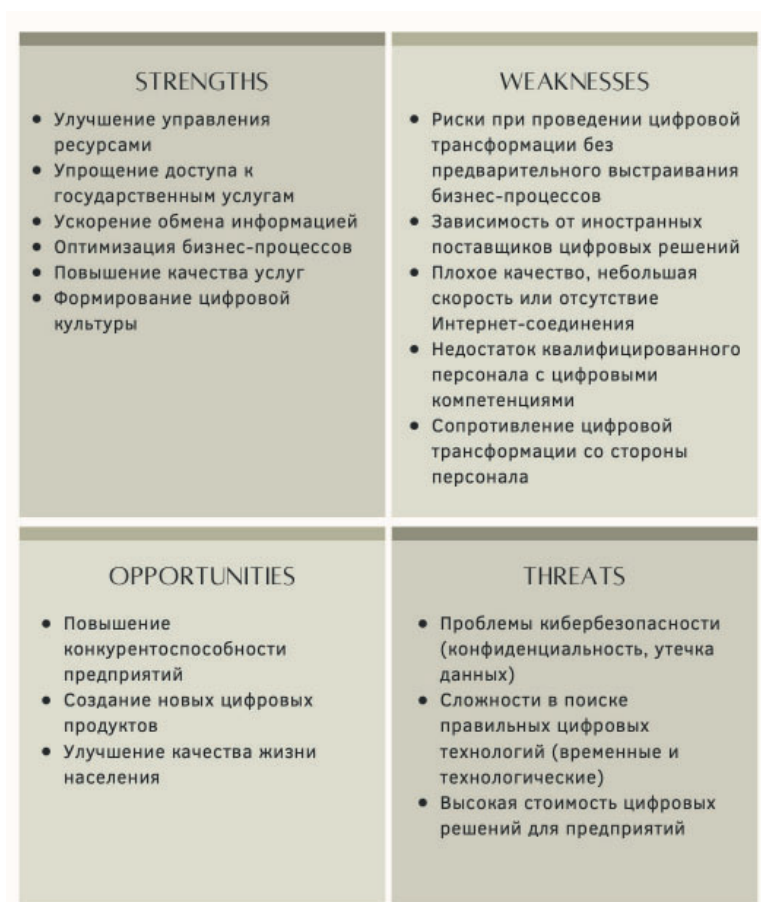 STRENGTHS
• Улучшение управления
ресурсами
• Упрощение доступа к
государственным услугам
• Ускорение обмена информацией
• Оптимизация бизнес-процессов
• Повышение качества услуг
• Формирование цифровой
культуры
WEAKNESSES
• Риски при проведении цифровой
трансформации без
предварительного выстраивания
бизнес-процессов
• Зависимость от иностранных
поставщиков цифровых решений
• Плохое качество, небольшая
скорость или отсутствие
Интернет-соединения
• Недостаток квалифицированного
персонала с цифровыми
компетенциями
• Сопротивление цифровой
трансформации со стороны
персонала
OPPORTUNITIES
• Повышение
конкурентоспособности
предприятий
• Создание новых цифровых
продуктов
• Улучшение качества жизни
населения
THREATS
• Проблемы кибербезопасности
(конфиденциальность, утечка
данных)
• Сложности в поиске
правильных цифровых
технологий (временные и
технологические)
• Высокая стоимость цифровых
решений для предприятий